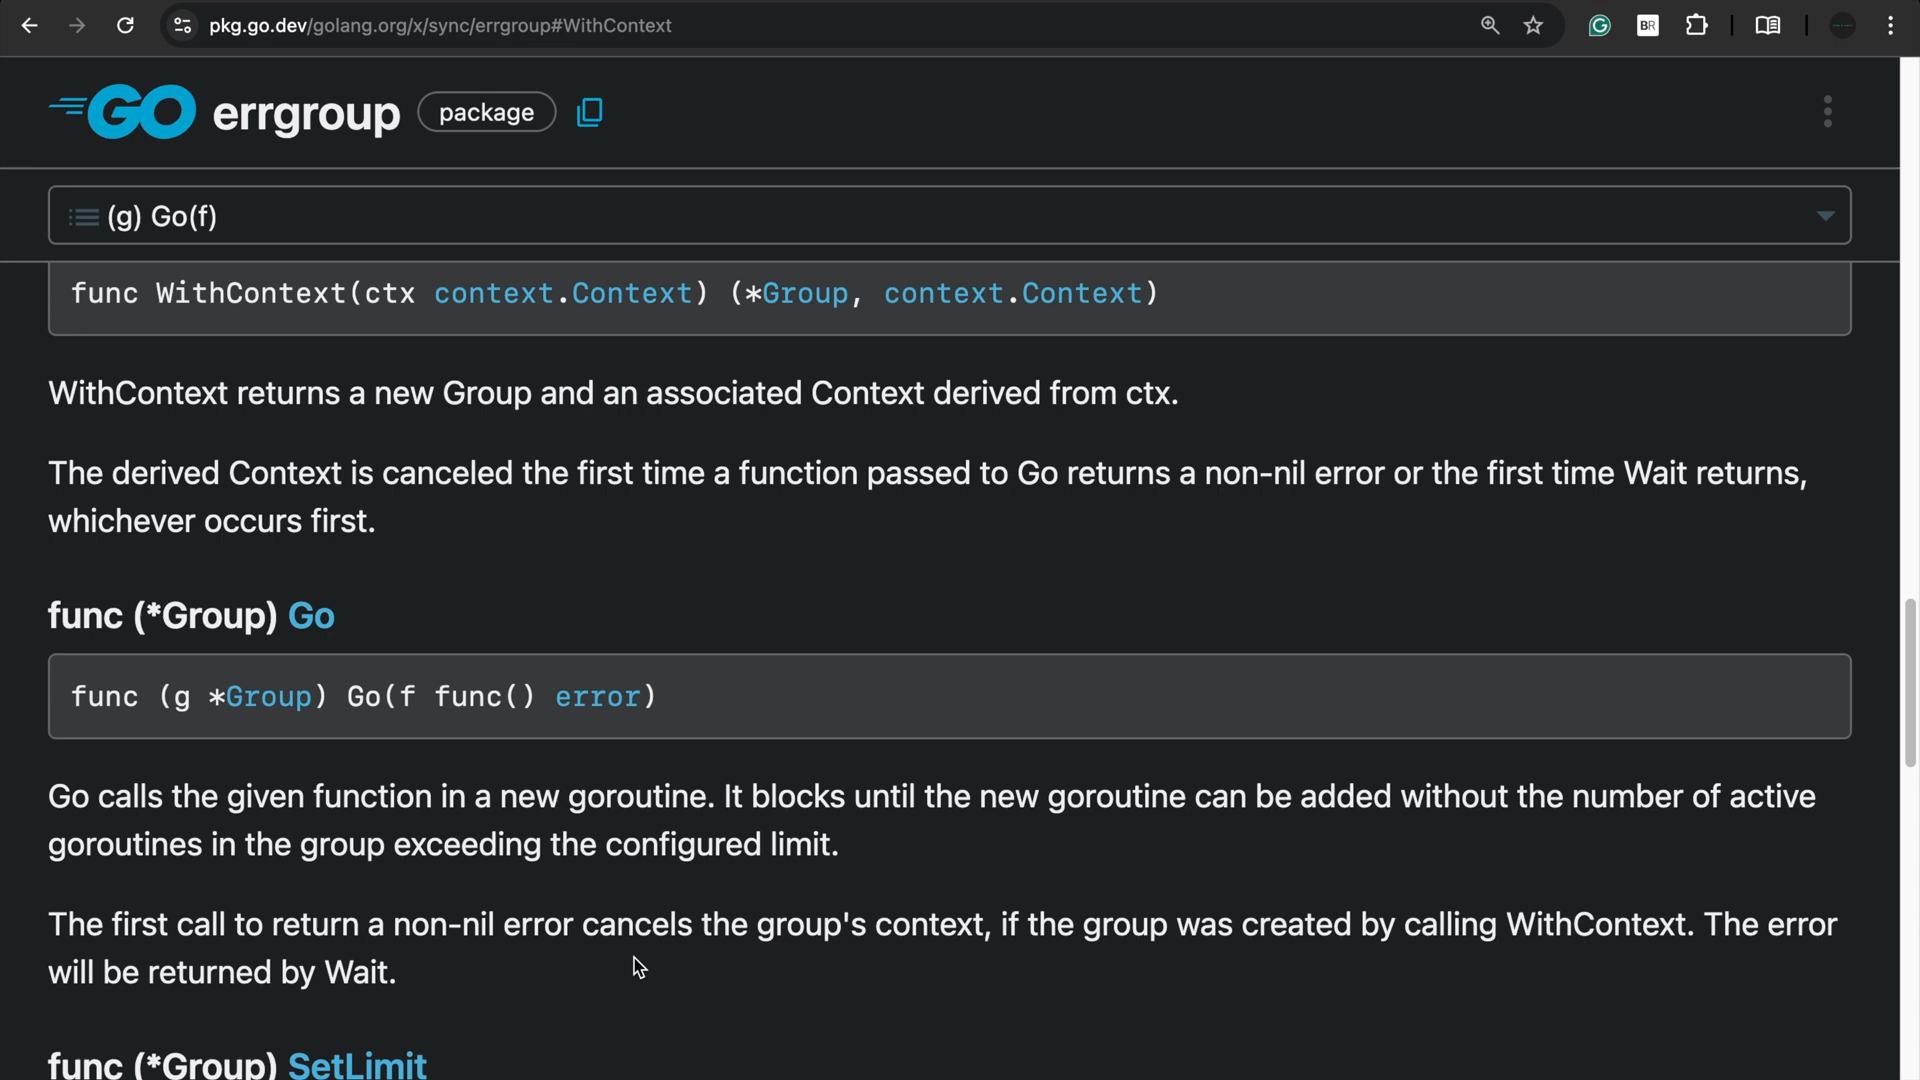 pkg.go.dev/golang.org/x/sync/errgroup#WithContext
BR
GO errgroup package
(g) Go(f)
func WithContext(ctx context.Context) (*Group, context.Context)
WithContext returns a new Group and an associated Context derived from ctx.
The derived Context is canceled the first time a function passed to Go returns a non-nil error or the first time Wait returns,
whichever occurs first.
func (*Group) Go
func (g *Group) Go(f func() error)
Go calls the given function in a new goroutine. It blocks until the new goroutine can be added without the number of active
goroutines in the group exceeding the configured limit.
The first call to return a non-nil error cancels the group's context, if the group was created by calling WithContext. The error
will be returned by Wait.
func (*Group) SetLimit